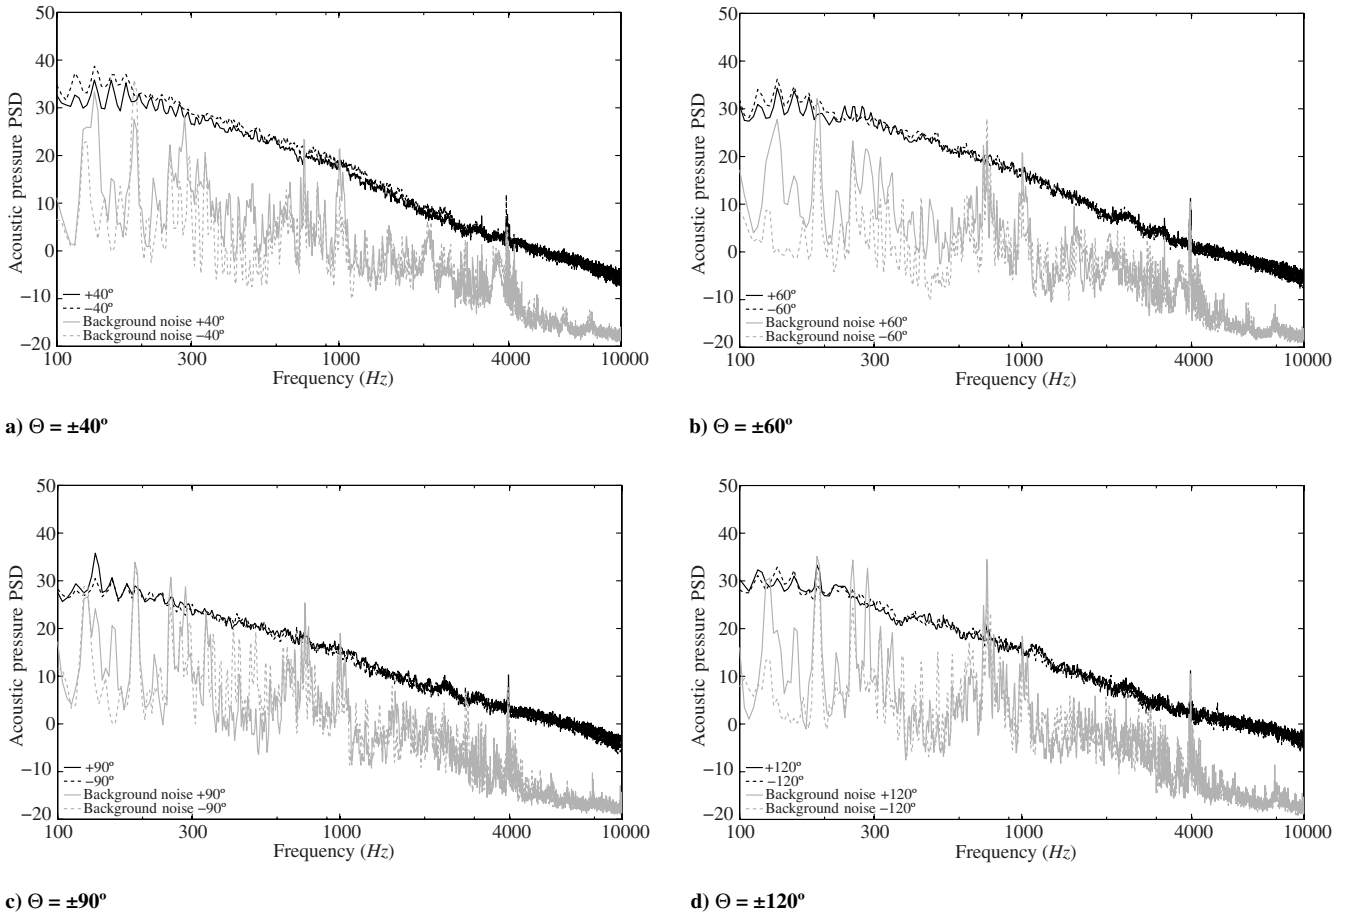 50
40
30
20
10
0
−10
−20
Acoustic pressure PSD
+40º
−40º
Background noise +40º
Background noise −40º
100 300 1000 4000 10000
Frequency (Hz)
a) Θ = ±40º
50
40
30
20
10
0
−10
−20
Acoustic pressure PSD
+60º
−60º
Background noise +60º
Background noise −60º
100 300 1000 4000 10000
Frequency (Hz)
b) Θ = ±60º
50
40
30
20
10
0
−10
−20
Acoustic pressure PSD
+90º
−90º
Background noise +90º
Background noise −90º
100 300 1000 4000 10000
Frequency (Hz)
c) Θ = ±90º
50
40
30
20
10
0
−10
−20
Acoustic pressure PSD
+120º
−120º
Background noise +120º
Background noise −120º
100 300 1000 4000 10000
Frequency (Hz)
d) Θ = ±120º